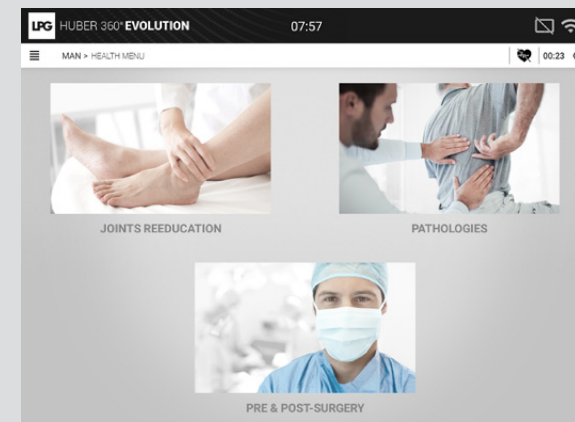 LPG HUBER 360° EVOLUTION 07:57
MAN > HEALTH MENU 00:23
JOINTS REEDUCATION PATHOLOGIES
PRE & POST-SURGERY